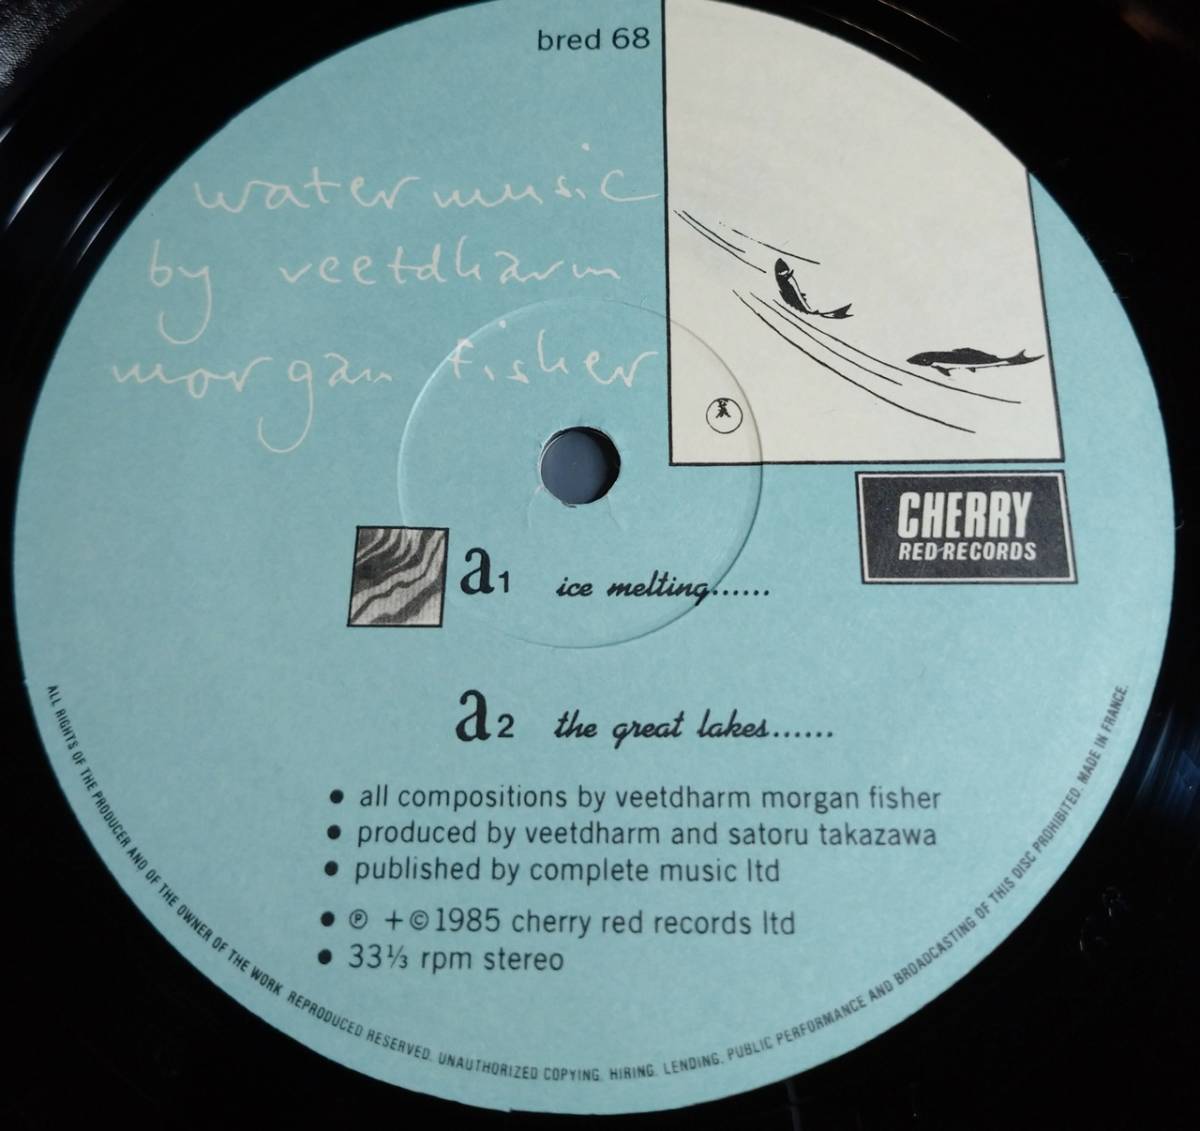 bred 68
water music
by veetdharm
morgan fisher
CHERRY
RED RECORDS
a1 ice melting......
a2 the great lakes......
● all compositions by veetdharm morgan fisher
● produced by veetdharm and satoru takazawa
● published by complete music ltd
● ℗ +©1985 cherry red records ltd
● 33⅓ rpm stereo
ALL RIGHTS OF THE PRODUCER AND OF THE OWNER OF THE WORK REPRODUCED RESERVED. UNAUTHORIZED COPYING. HIRING. LENDING. PUBLIC PERFORMANCE AND BROADCASTING OF THIS DISC PROHIBITED. MADE IN FRANCE.